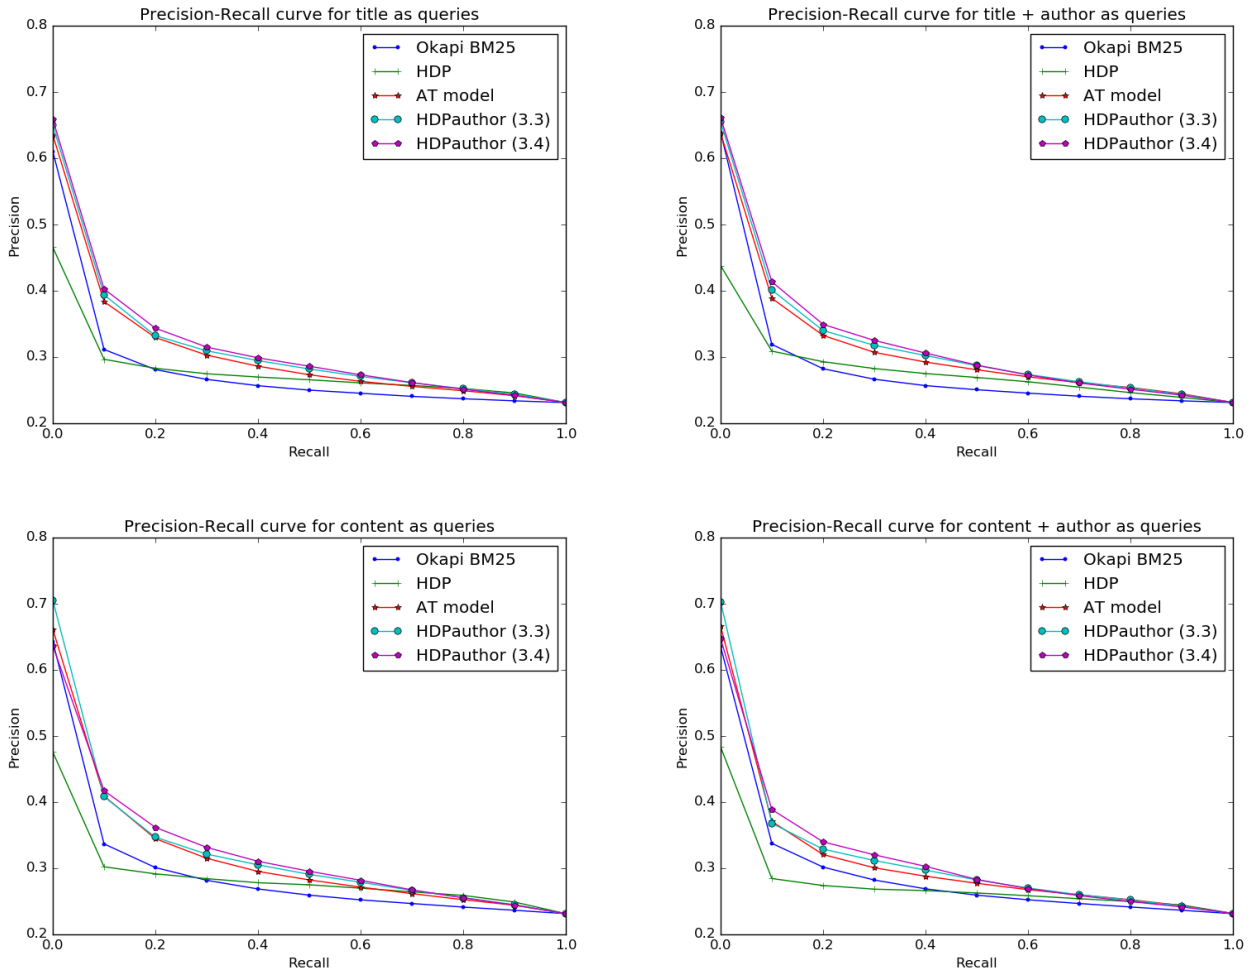 Precision-Recall curve for title as queries
0.8
0.7
0.6
0.5
0.4
0.3
0.2
Precision
Okapi BM25
HDP
AT model
HDPauthor (3.3)
HDPauthor (3.4)
0.0 0.2 0.4 0.6 0.8 1.0
Recall
Precision-Recall curve for title + author as queries
0.8
0.7
0.6
0.5
0.4
0.3
0.2
Precision
Okapi BM25
HDP
AT model
HDPauthor (3.3)
HDPauthor (3.4)
0.0 0.2 0.4 0.6 0.8 1.0
Recall
Precision-Recall curve for content as queries
0.8
0.7
0.6
0.5
0.4
0.3
0.2
Precision
Okapi BM25
HDP
AT model
HDPauthor (3.3)
HDPauthor (3.4)
0.0 0.2 0.4 0.6 0.8 1.0
Recall
Precision-Recall curve for content + author as queries
0.8
0.7
0.6
0.5
0.4
0.3
0.2
Precision
Okapi BM25
HDP
AT model
HDPauthor (3.3)
HDPauthor (3.4)
0.0 0.2 0.4 0.6 0.8 1.0
Recall